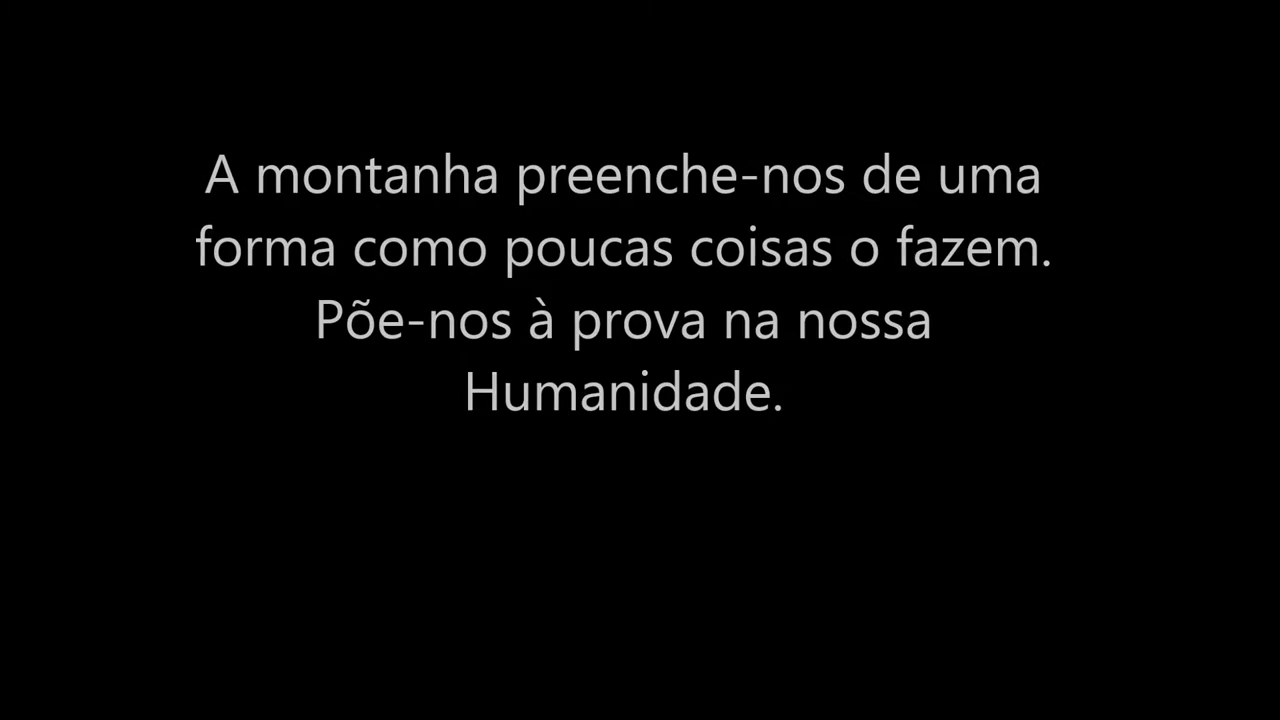 A montanha preenche-nos de uma
forma como poucas coisas o fazem.
Põe-nos à prova na nossa
Humanidade.